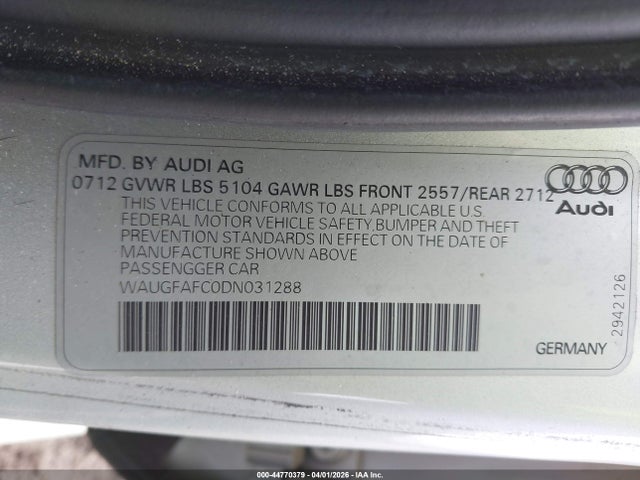 MFD. BY AUDI AG
0712 GVWR LBS 5104 GAWR LBS FRONT 2557/REAR 2712
THIS VEHICLE CONFORMS TO ALL APPLICABLE U.S
FEDERAL MOTOR VEHICLE SAFETY,BUMPER AND THEFT
PREVENTION STANDARDS IN EFFECT ON THE DATE OF
MANUFACTURE SHOWN ABOVE
PASSENGGER CAR
WAUGFAFC0DN031288
Audi
2942126
GERMANY
000-44770379 - 04/01/2026 - IAA Inc.